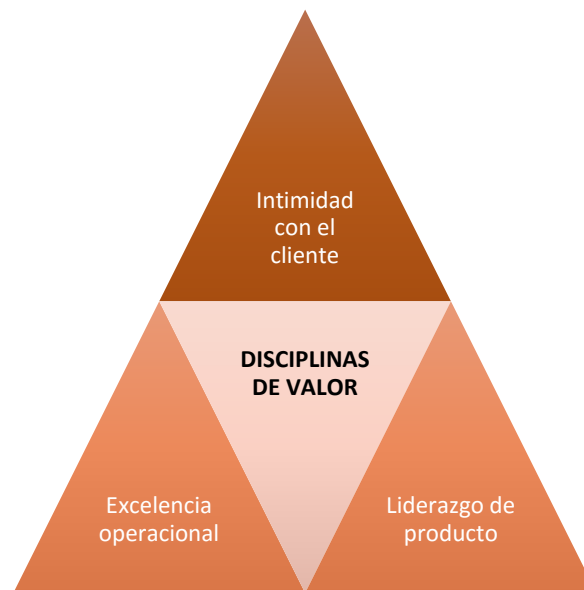 Intimidad
con el
cliente
DISCIPLINAS
DE VALOR
Excelencia
operacional
Liderazgo de
producto